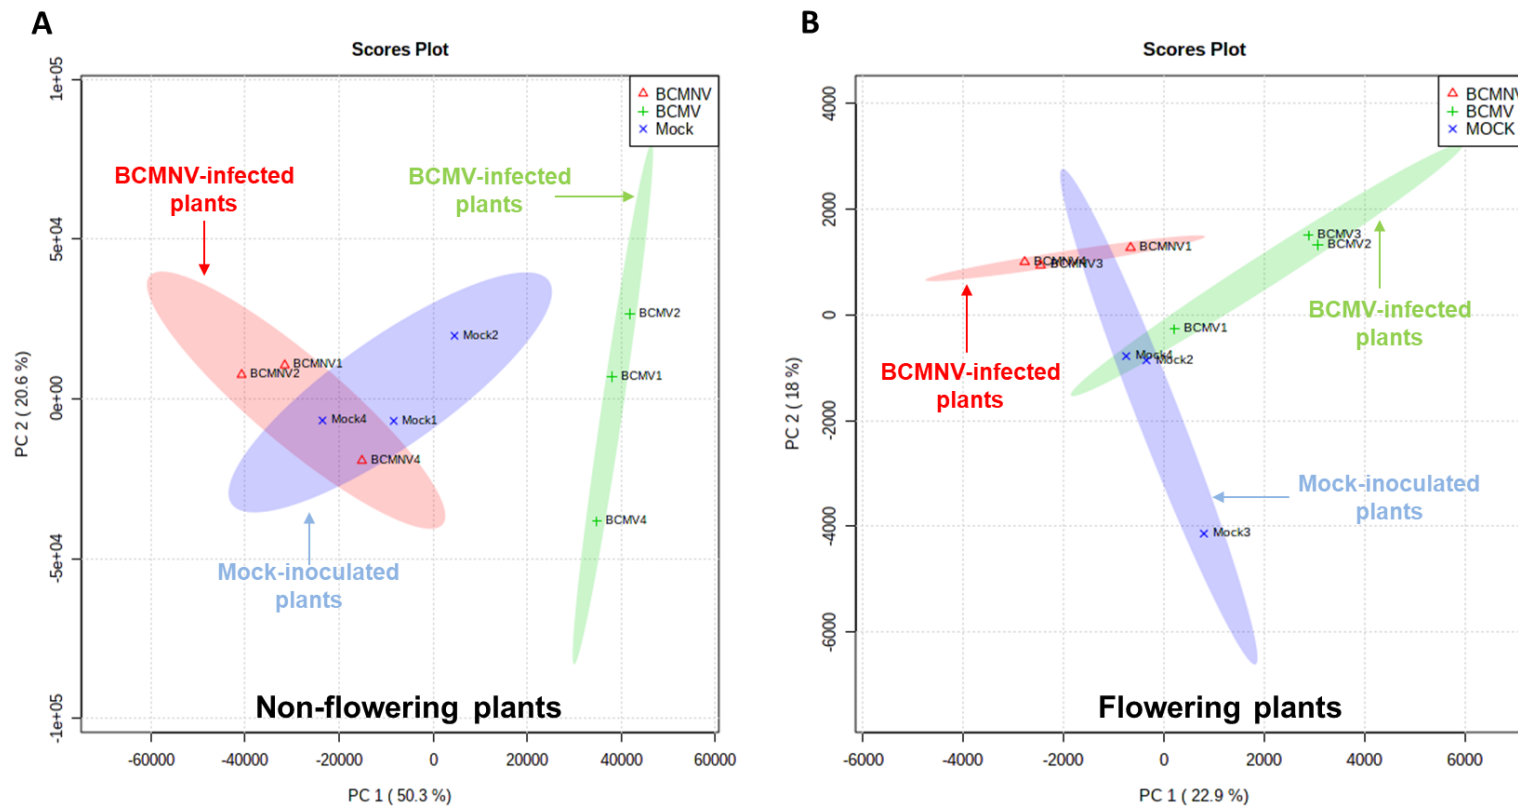 A
Scores Plot
BCMNV
BCMV
Mock
BCMNV-infected
plants
BCMV-infected
plants
BCMV2
Mock2
BCMNV1
BCMNV2
BCMV1
Mock4
Mock1
BCMNV4
BCMV4
Mock-inoculated
plants
Non-flowering plants
1e+05
5e+04
0e+00
-5e+04
-1e+05
PC 2 ( 20.6 %)
-60000 -40000 -20000 0 20000 40000 60000
PC 1 ( 50.3 %)
B
Scores Plot
BCMNV
BCMV
MOCK
BCMNV1
BCMNV4
BCMNV3
BCMV3
BCMV2
BCMV-infected
plants
BCMV1
Mock4
Mock2
BCMNV-infected
plants
Mock-inoculated
plants
Mock3
Flowering plants
4000
2000
0
-2000
-4000
-6000
PC 2 ( 18 %)
-6000 -4000 -2000 0 2000 4000 6000
PC 1 ( 22.9 %)